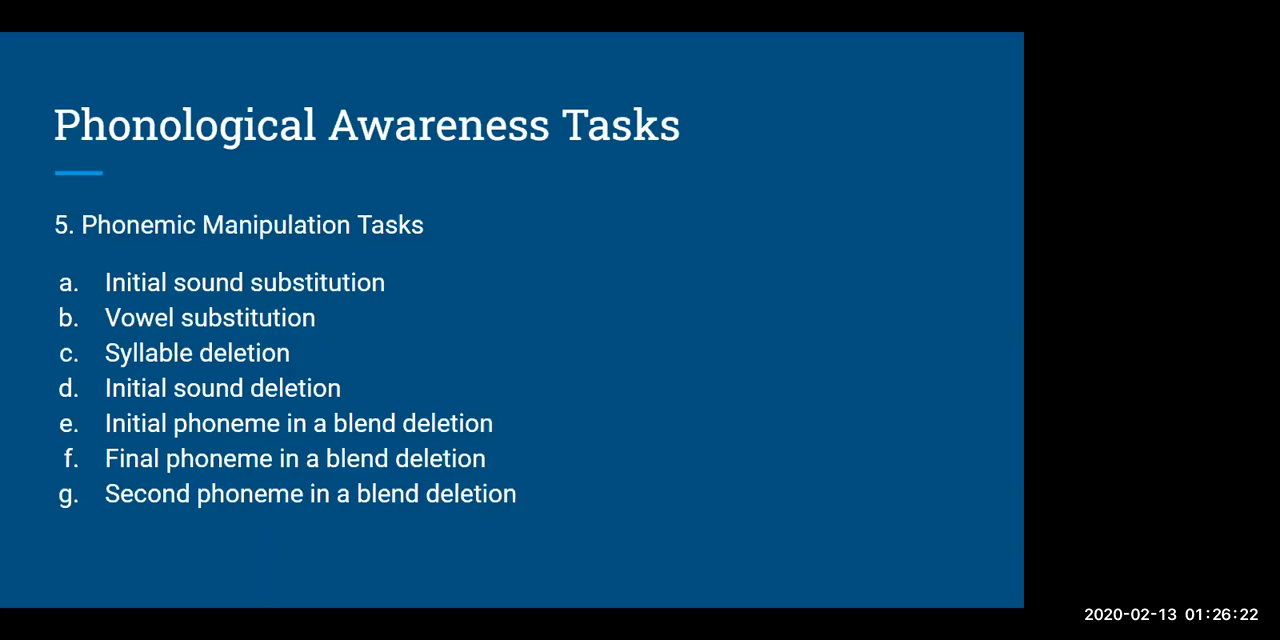 Phonological Awareness Tasks
5. Phonemic Manipulation Tasks
a. Initial sound substitution
b. Vowel substitution
c. Syllable deletion
d. Initial sound deletion
e. Initial phoneme in a blend deletion
f. Final phoneme in a blend deletion
g. Second phoneme in a blend deletion
2020-02-13 01:26:22